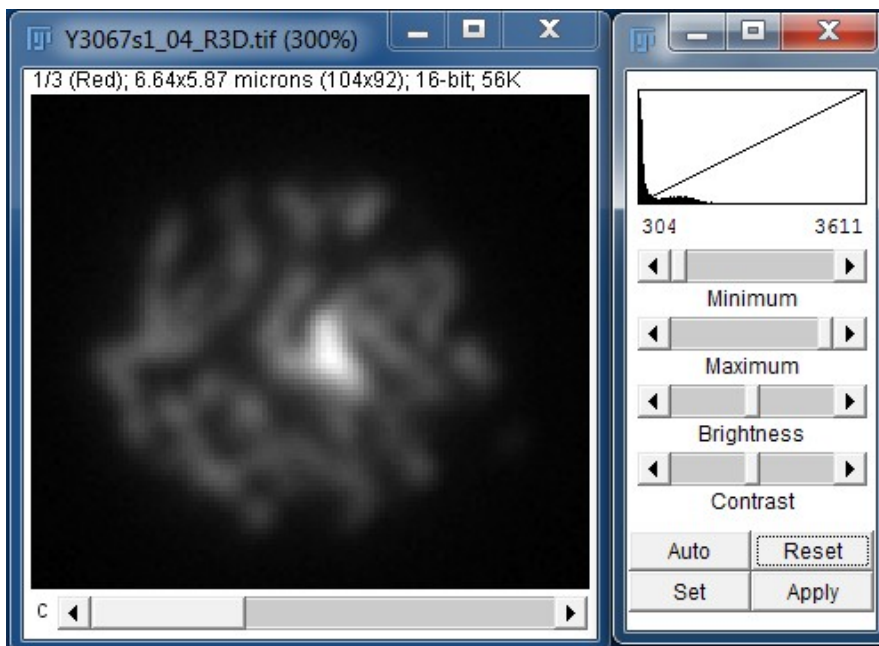 Y3067s1_04_R3D.tif (300%)
1/3 (Red); 6.64x5.87 microns (104x92); 16-bit; 56K
C
304 3611
Minimum
Maximum
Brightness
Contrast
Auto Reset
Set Apply